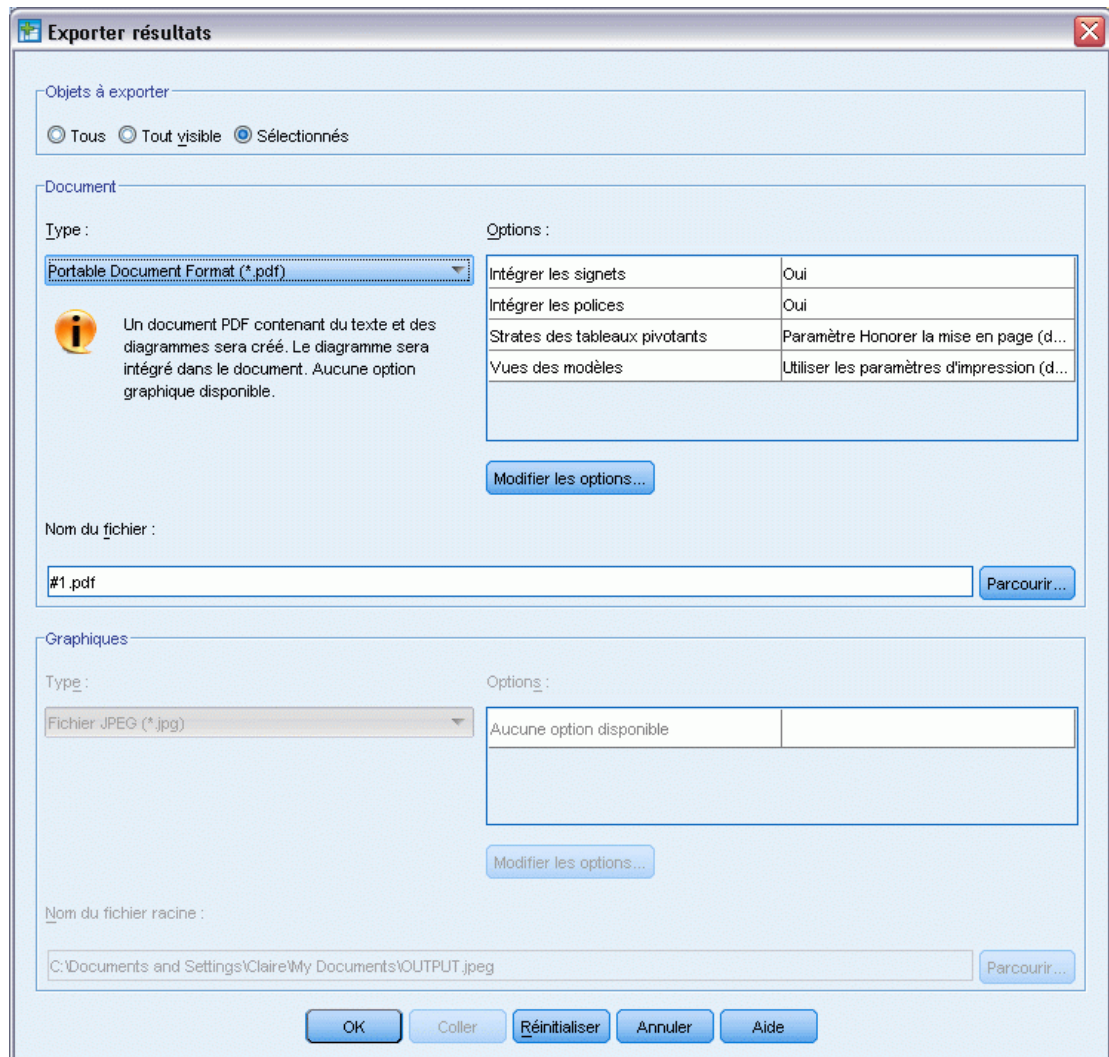 Exporter résultats
Objets à exporter
Tous Tout visible Sélectionnés
Document
Type :
Options :
Portable Document Format (*.pdf)
Un document PDF contenant du texte et des
diagrammes sera créé. Le diagramme sera
intégré dans le document. Aucune option
graphique disponible.
Intégrer les signets Oui
Intégrer les polices Oui
Strates des tableaux pivotants Paramètre Honorer la mise en page (d...
Vues des modèles Utiliser les paramètres d'impression (d...
Modifier les options...
Nom du fichier :
#1.pdf
Parcourir...
Graphiques
Type :
Options :
Fichier JPEG (*.jpg)
Aucune option disponible
Modifier les options...
Nom du fichier racine :
C:\Documents and Settings\Claire\My Documents\OUTPUT.jpeg
Parcourir...
OK Coller Réinitialiser Annuler Aide